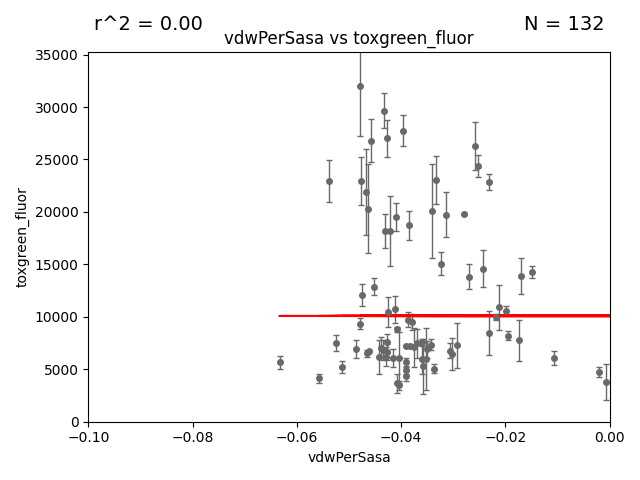 r^2 = 0.00
N = 132
vdwPerSasa vs toxgreen_fluor
35000
30000
25000
20000
15000
10000
5000
0
toxgreen_fluor
−0.10
−0.08
−0.06
−0.04
−0.02
0.00
vdwPerSasa